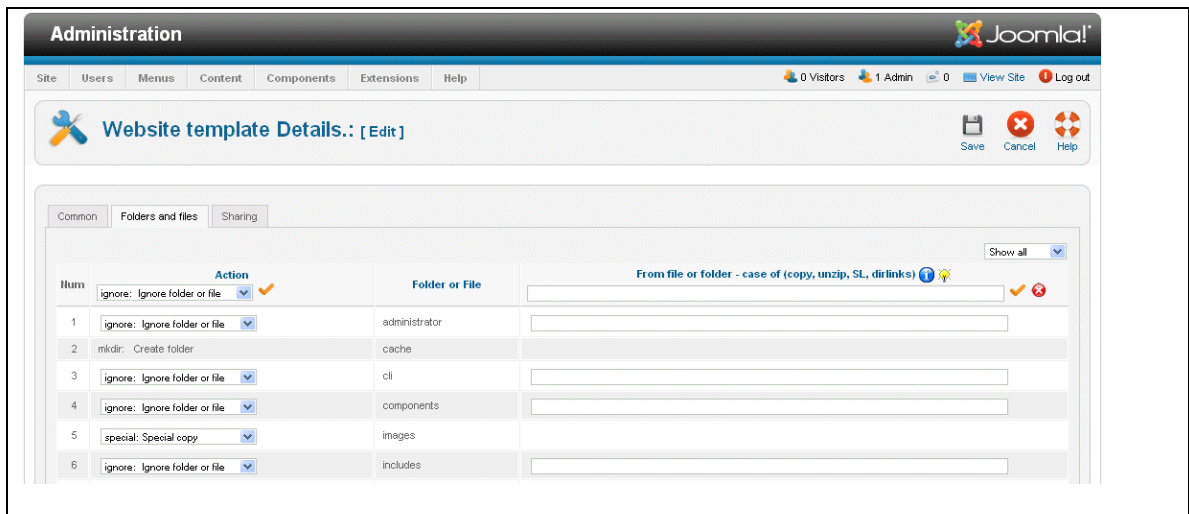 Administration
Joomla!
Site Users Menus Content Components Extensions Help 0 Visitors 1 Admin 0 View Site Log out
Website template Details.: [ Edit ]
Save Cancel Help
Common Folders and files Sharing
Show all
Num Action Folder or File From file or folder - case of (copy, unzip, SL, dirlinks)
ignore: Ignore folder or file
1 ignore: Ignore folder or file administrator
2 mkdir: Create folder cache
3 ignore: Ignore folder or file cli
4 ignore: Ignore folder or file components
5 special: Special copy images
6 ignore: Ignore folder or file includes